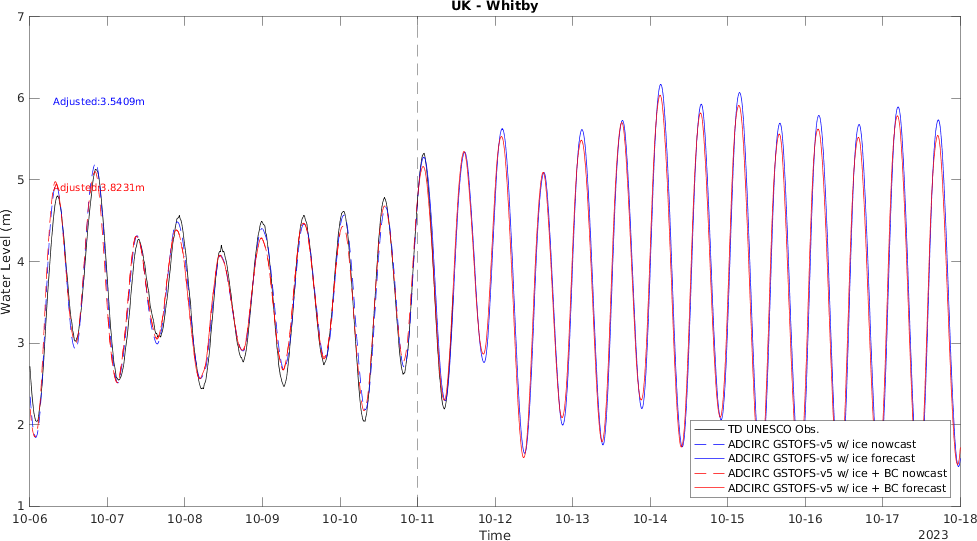 UK - Whitby
7
6
5
4
3
2
1
Water Level (m)
Adjusted:3.5409m
Adjusted:3.8231m
TD UNESCO Obs.
ADCIRC GSTOFS-v5 w/ ice nowcast
ADCIRC GSTOFS-v5 w/ ice forecast
ADCIRC GSTOFS-v5 w/ ice + BC nowcast
ADCIRC GSTOFS-v5 w/ ice + BC forecast
10-06 10-07 10-08 10-09 10-10 10-11 10-12 10-13 10-14 10-15 10-16 10-17 10-18
Time
2023